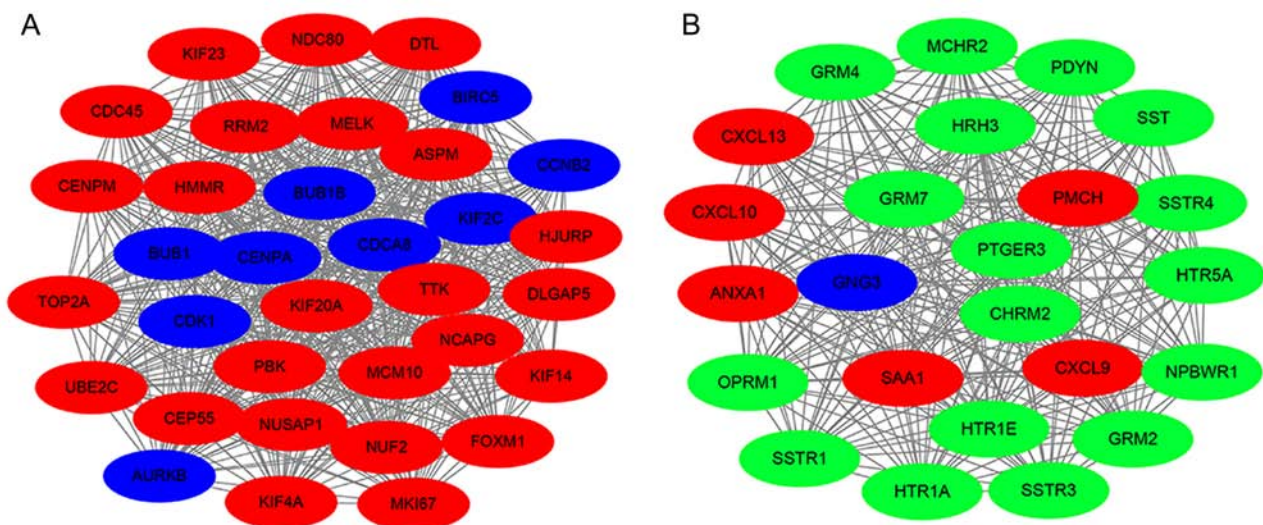 A
KIF23
NDC80
DTL
BIRC5
CDC45
RRM2
MELK
ASPM
CCNB2
CENPM
HMMR
BUB1B
KIF2C
HJURP
BUB1
CENPA
CDCA8
TOP2A
KIF20A
TTK
DLGAP5
CDK1
NCAPG
UBE2C
PBK
MCM10
KIF14
CEP55
NUSAP1
NUF2
FOXM1
AURKB
KIF4A
MKI67
B
MCHR2
GRM4
PDYN
SST
CXCL13
HRH3
CXCL10
GRM7
PMCH
SSTR4
PTGER3
HTR5A
ANXA1
GNG3
CHRM2
OPRM1
SAA1
CXCL9
NPBWR1
HTR1E
GRM2
SSTR1
HTR1A
SSTR3